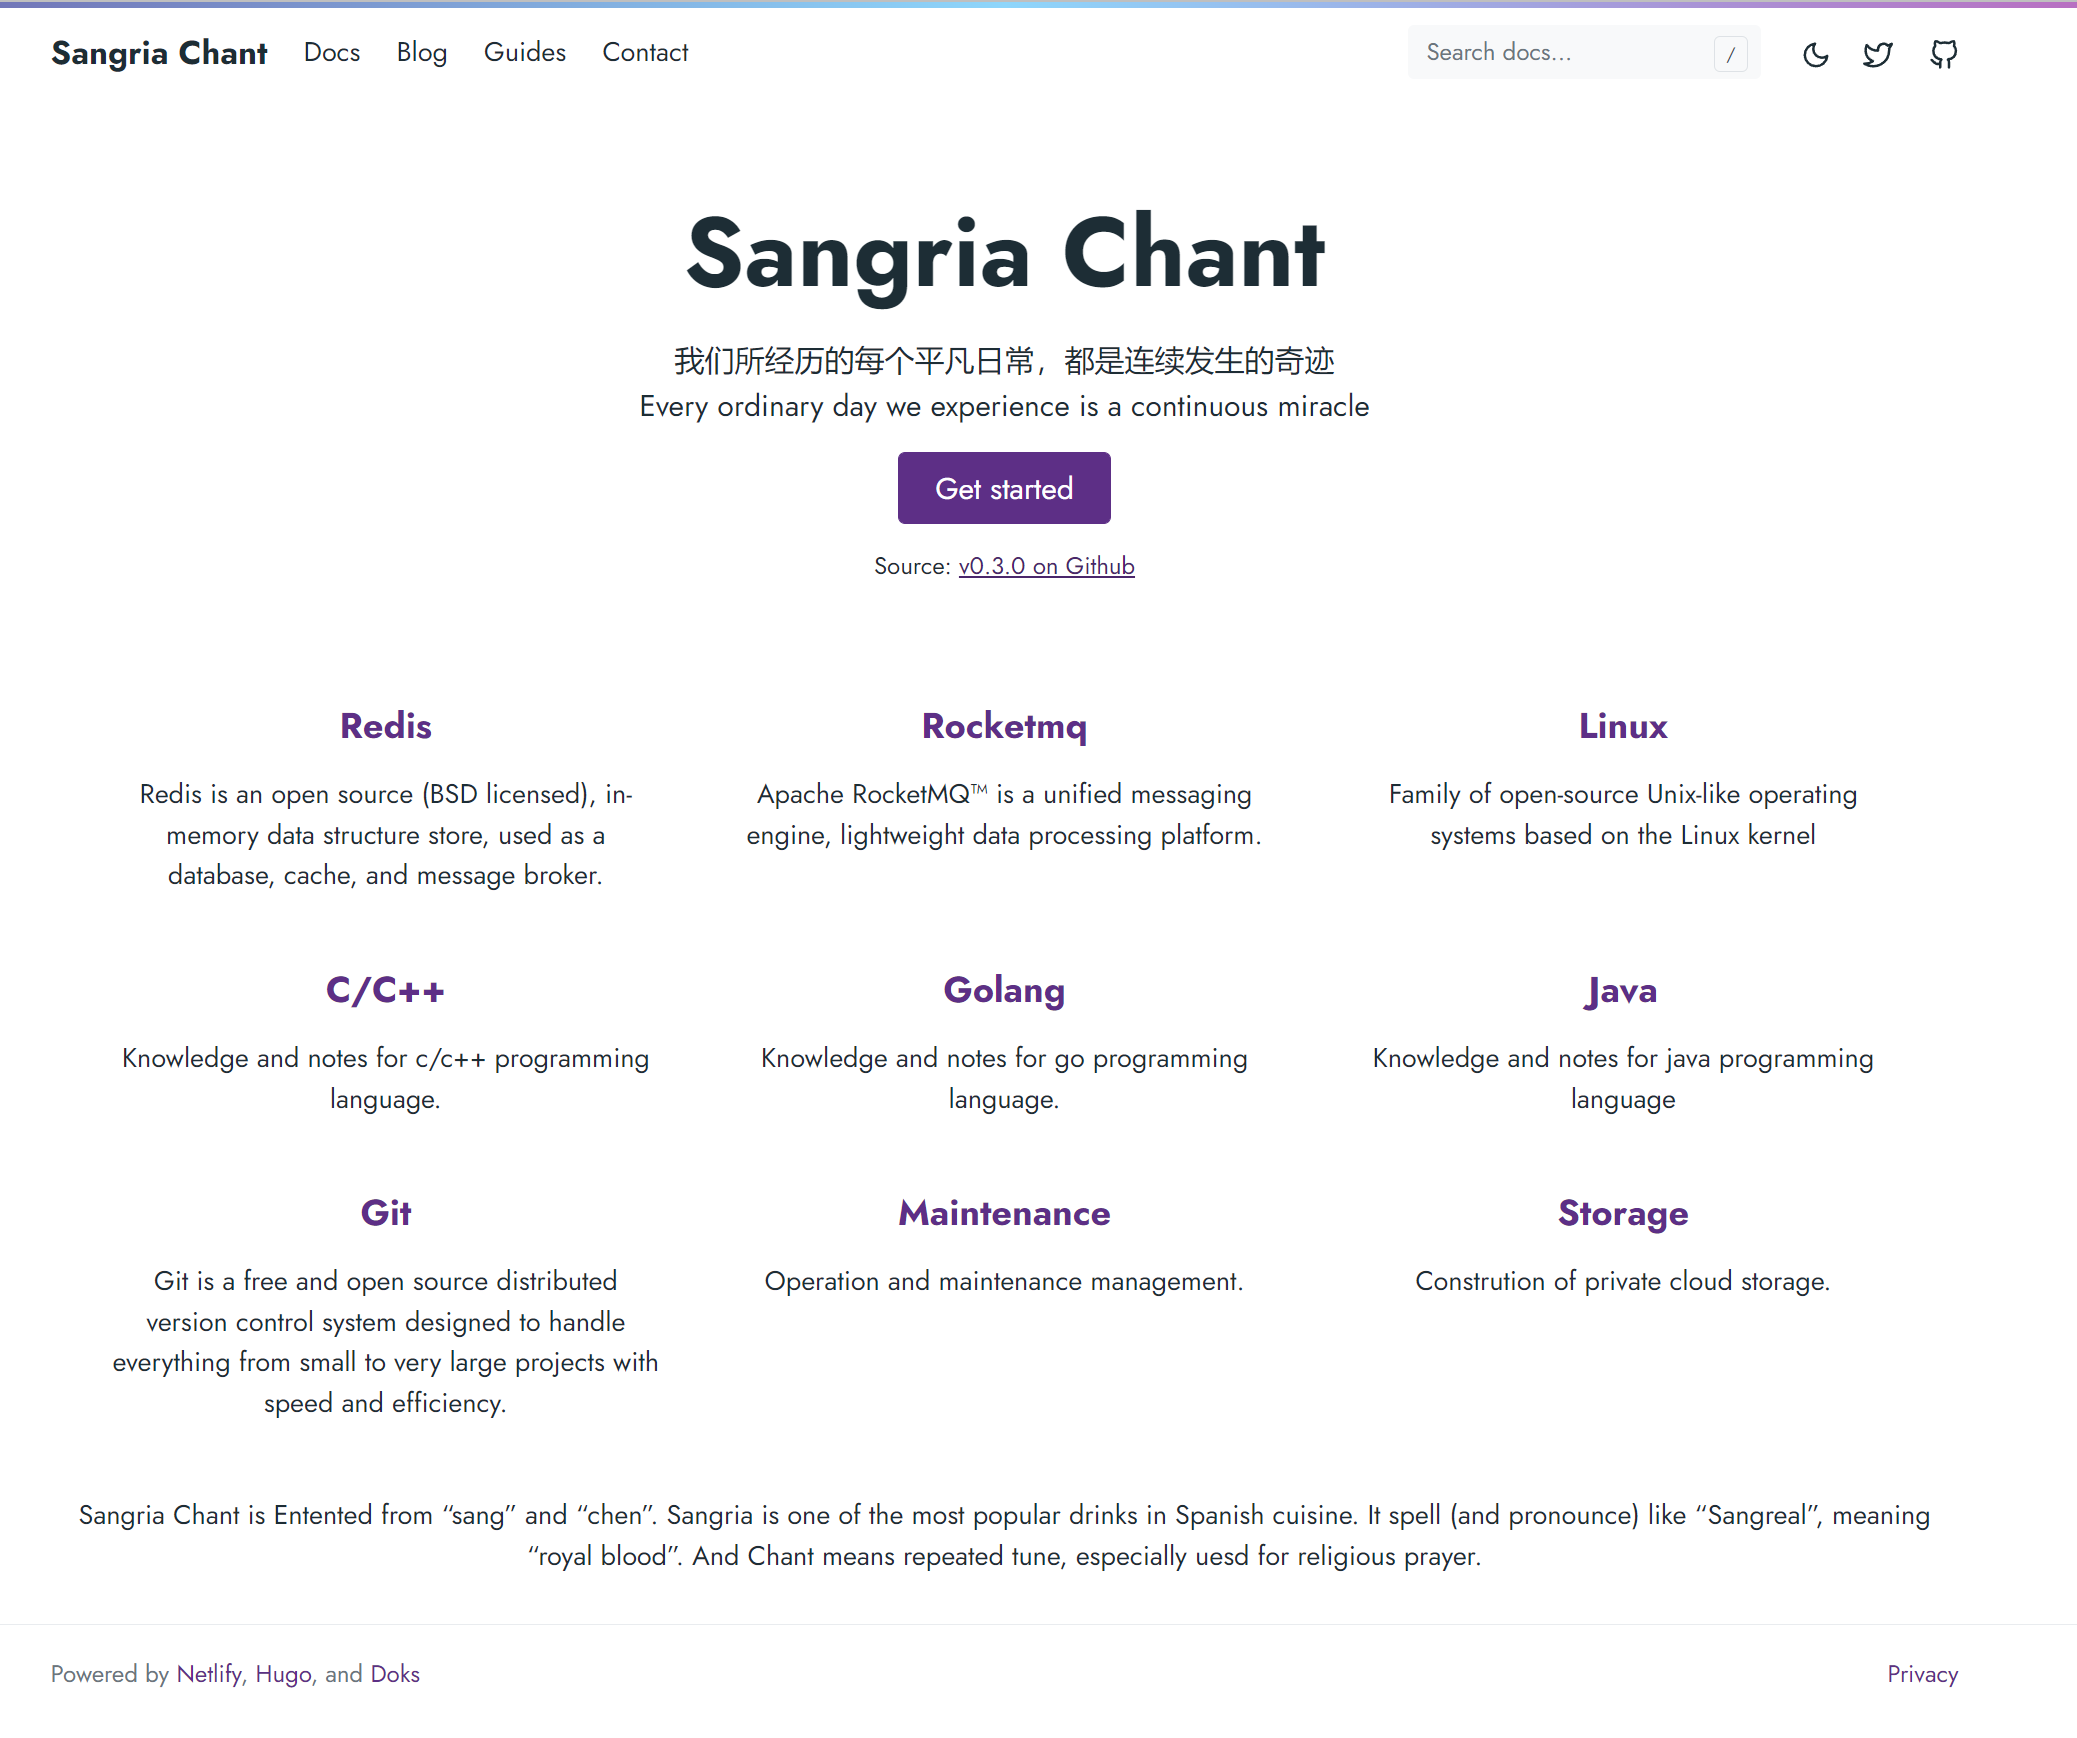 Sangria Chant Docs Blog Guides Contact Search docs... /
Sangria Chant
我们所经历的每个平凡日常，都是连续发生的奇迹
Every ordinary day we experience is a continuous miracle
Get started
Source: v0.3.0 on Github
Redis
Redis is an open source (BSD licensed), in-
memory data structure store, used as a
database, cache, and message broker.
Rocketmq
Apache RocketMQ™ is a unified messaging
engine, lightweight data processing platform.
Linux
Family of open-source Unix-like operating
systems based on the Linux kernel
C/C++
Knowledge and notes for c/c++ programming
language.
Golang
Knowledge and notes for go programming
language.
Java
Knowledge and notes for java programming
language
Git
Git is a free and open source distributed
version control system designed to handle
everything from small to very large projects with
speed and efficiency.
Maintenance
Operation and maintenance management.
Storage
Constrution of private cloud storage.
Sangria Chant is Entented from “sang” and “chen”. Sangria is one of the most popular drinks in Spanish cuisine. It spell (and pronounce) like “Sangreal”, meaning
“royal blood”. And Chant means repeated tune, especially uesd for religious prayer.
Powered by Netlify, Hugo, and Doks
Privacy